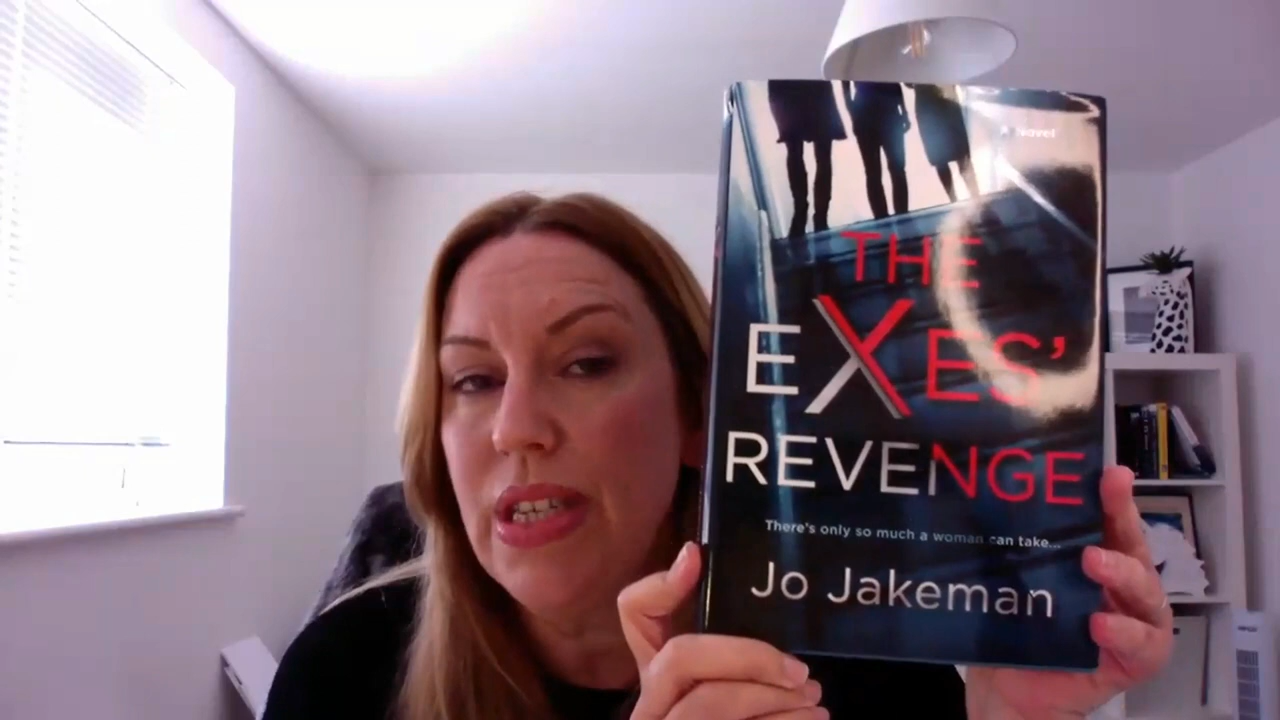 A Novel
THE
EXES'
REVENGE
There's only so much a woman can take...
Jo Jakeman